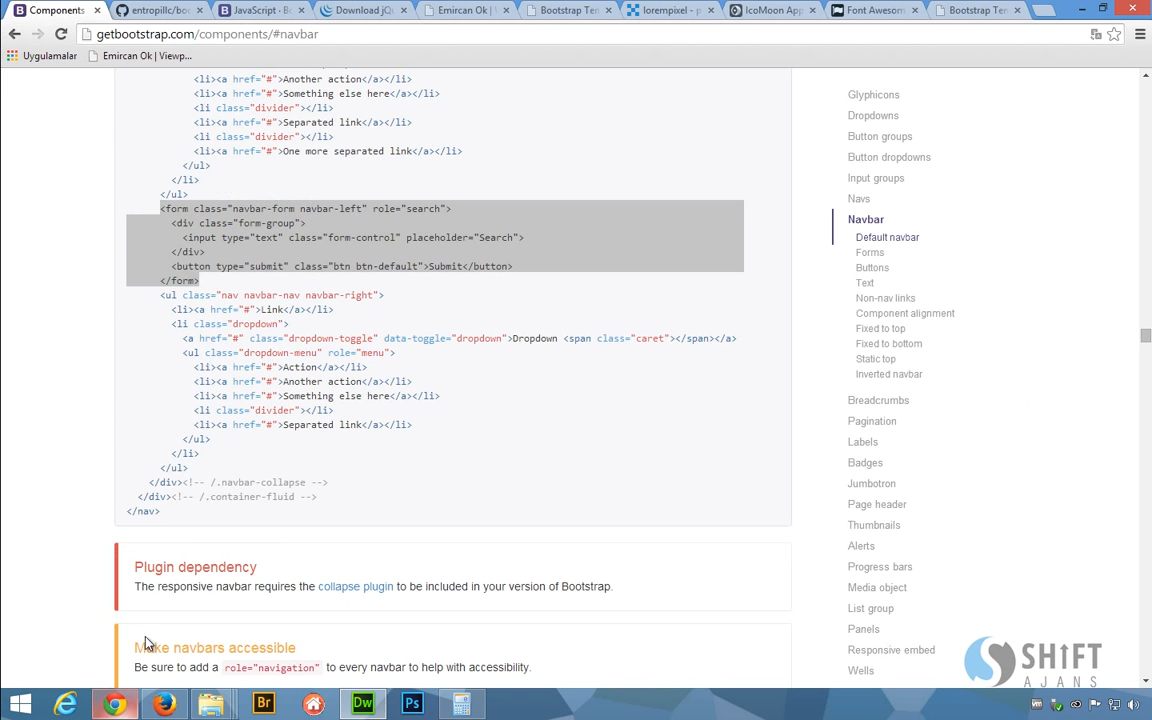 Components
entropillc/boo
JavaScript · Bo
Download jQ
Emircan Ok |
Bootstrap Te
lorempixel - p
IcoMoon App
Font Awesom
Bootstrap Te
getbootstrap.com/components/#navbar
Uygulamalar
Emircan Ok | Viewp...
<li><a href="#">Another action</a></li>
<li><a href="#">Something else here</a></li>
<li class="divider"></li>
<li><a href="#">Separated link</a></li>
<li class="divider"></li>
<li><a href="#">One more separated link</a></li>
</ul>
</li>
</ul>
<form class="navbar-form navbar-left" role="search">
<div class="form-group">
<input type="text" class="form-control" placeholder="Search">
</div>
<button type="submit" class="btn btn-default">Submit</button>
</form>
<ul class="nav navbar-nav navbar-right">
<li><a href="#">Link</a></li>
<li class="dropdown">
<a href="#" class="dropdown-toggle" data-toggle="dropdown">Dropdown <span class="caret"></span></a>
<ul class="dropdown-menu" role="menu">
<li><a href="#">Action</a></li>
<li><a href="#">Another action</a></li>
<li><a href="#">Something else here</a></li>
<li class="divider"></li>
<li><a href="#">Separated link</a></li>
</ul>
</li>
</ul>
</div><!-- /.navbar-collapse -->
</div><!-- /.container-fluid -->
</nav>
Plugin dependency
The responsive navbar requires the collapse plugin to be included in your version of Bootstrap.
Make navbars accessible
Be sure to add a role="navigation" to every navbar to help with accessibility.
Glyphicons
Dropdowns
Button groups
Button dropdowns
Input groups
Navs
Navbar
Default navbar
Forms
Buttons
Text
Non-nav links
Component alignment
Fixed to top
Fixed to bottom
Static top
Inverted navbar
Breadcrumbs
Pagination
Labels
Badges
Jumbotron
Page header
Thumbnails
Alerts
Progress bars
Media object
List group
Panels
Responsive embed
Wells
SHiFT
AJANS
Br
Dw
Ps